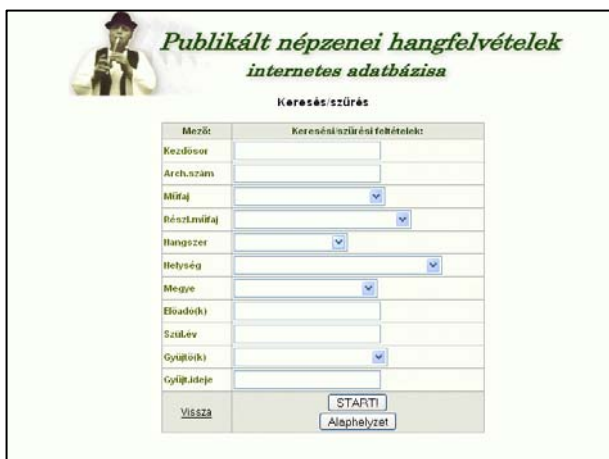 Publikált népzenei hangfelvételek
internetes adatbázisa
Keresés/szűrés
Mező: Keresési/szűrési feltételek:
Kezdősor
Arch.szám
Műfaj
Részl.műfaj
Hangszer
Helység
Megye
Előadó(k)
Szül.év
Gyűjtő(k)
Gyűjt.ideje
Vissza START!
Alaphelyzet